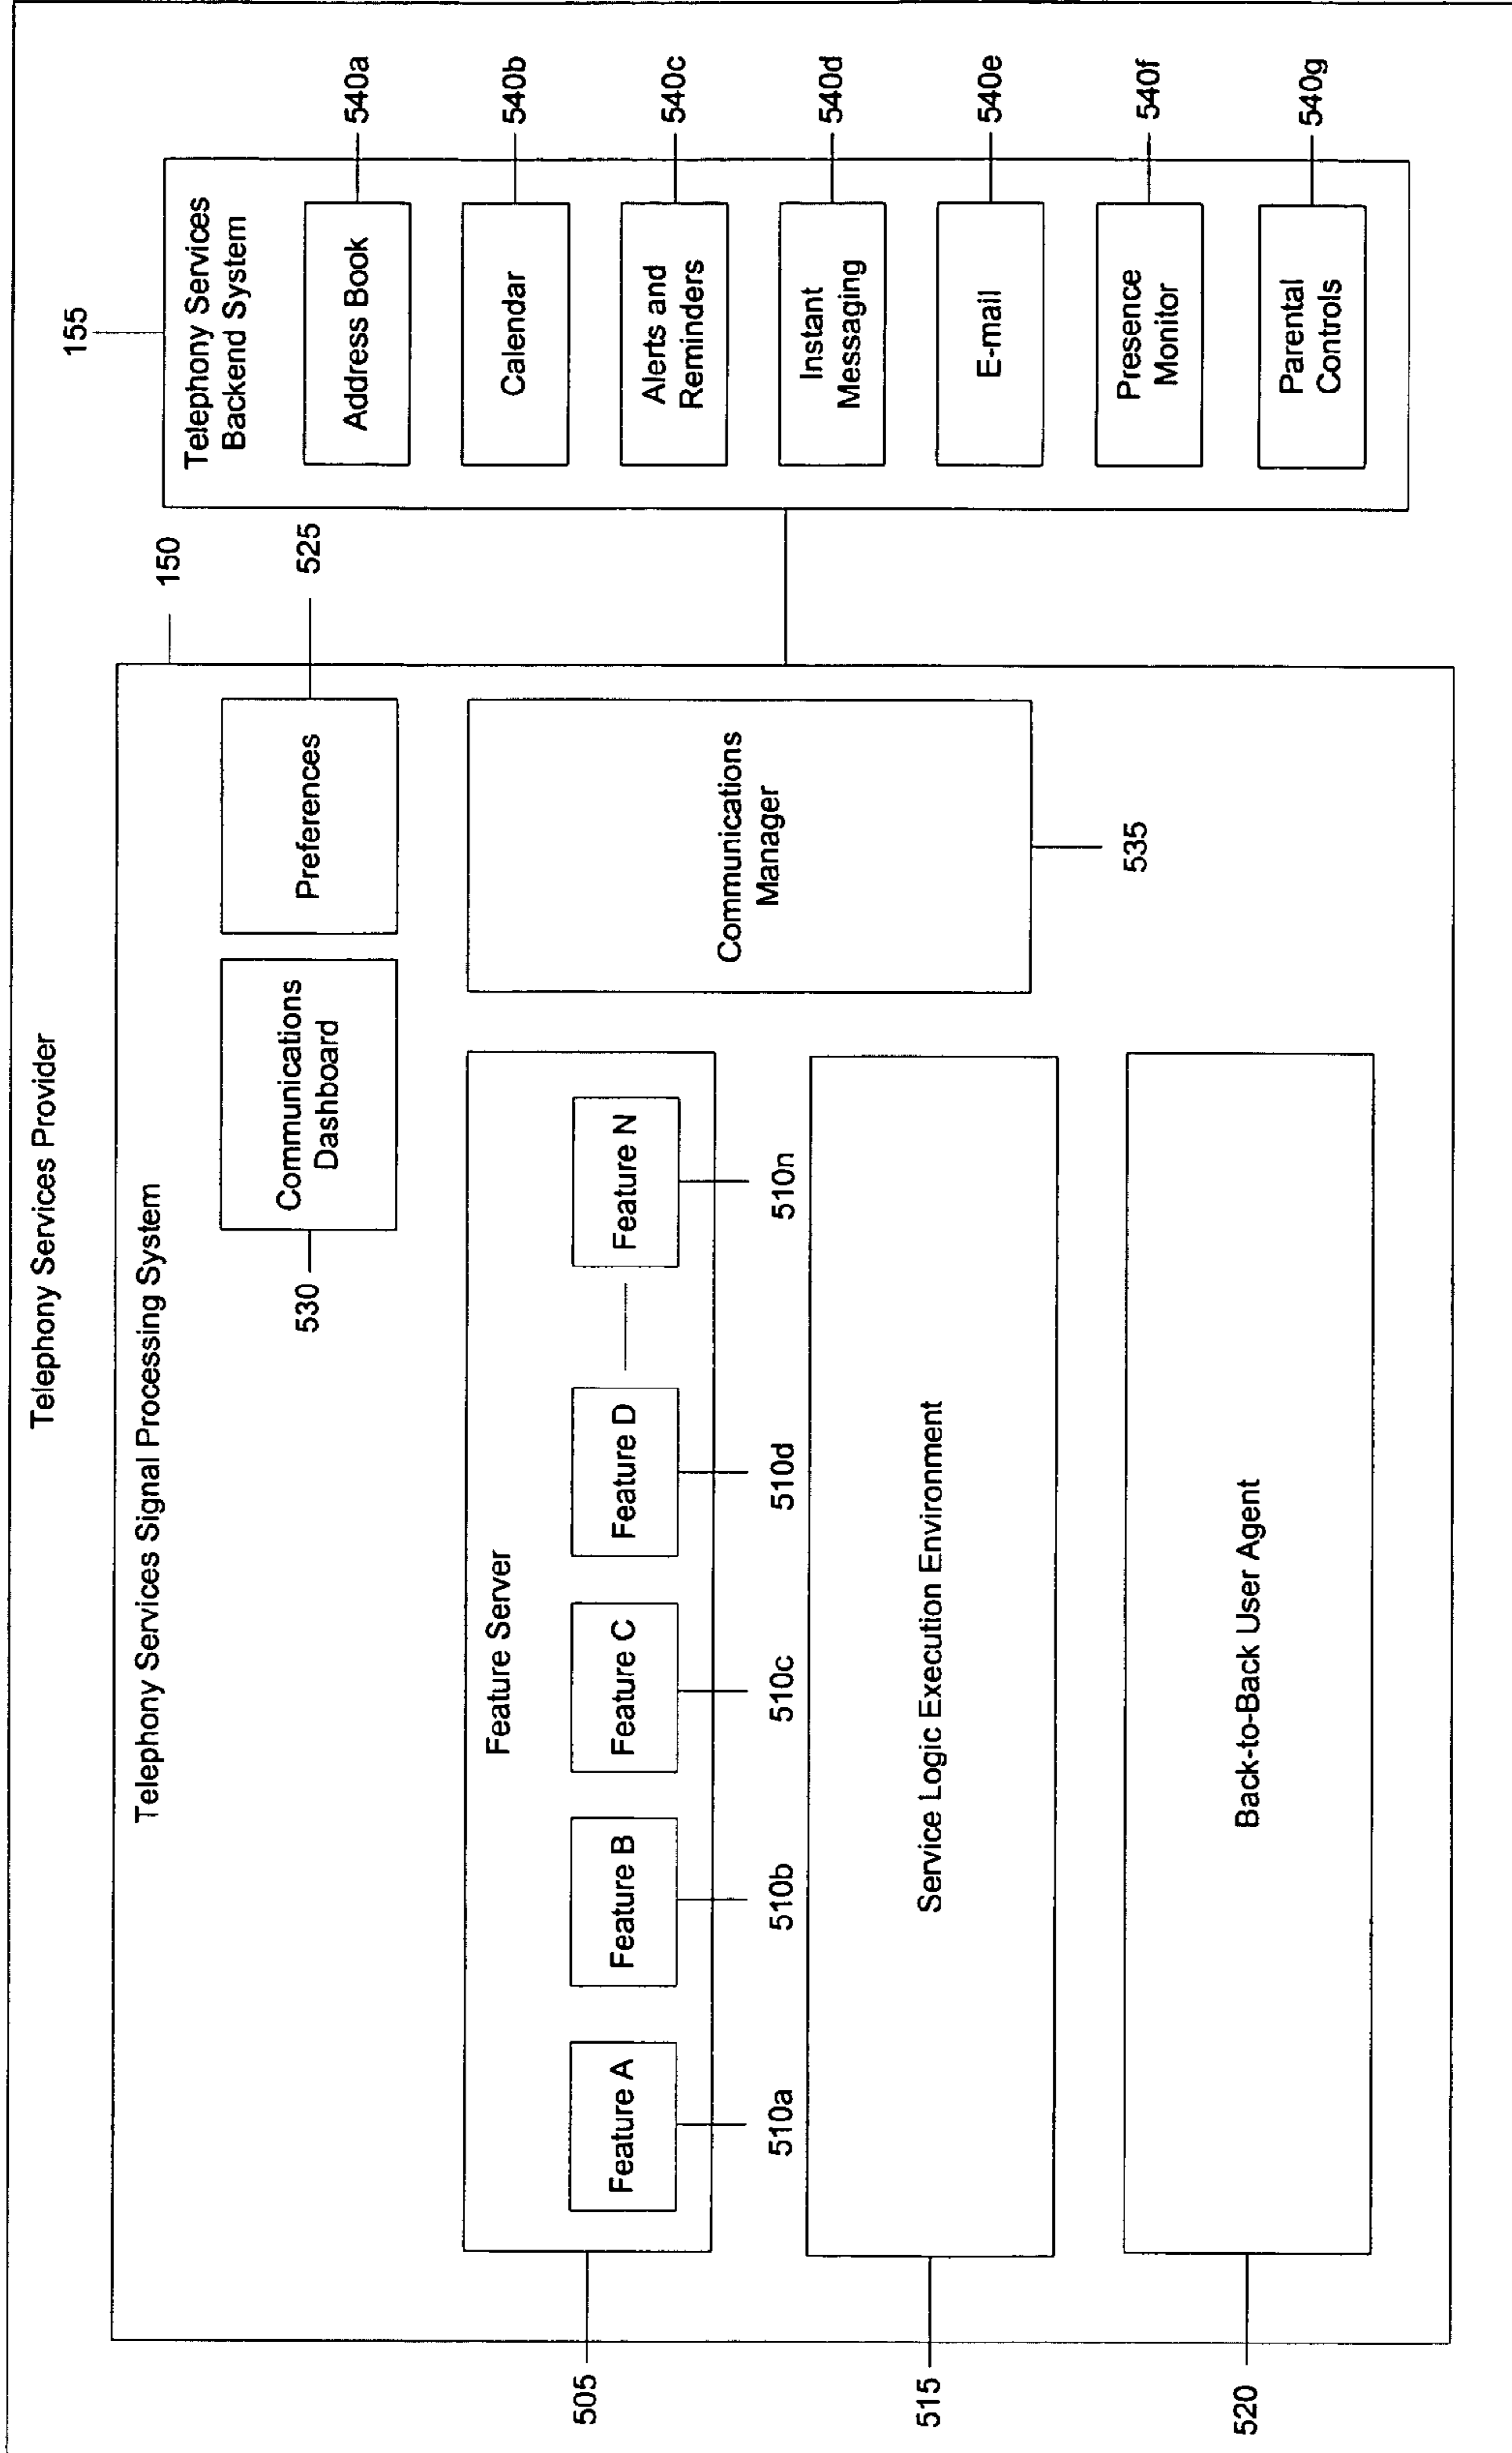 Telephony Services Provider
Telephony Services Signal Processing System
150
155
530
Communications
Dashboard
Preferences
525
Telephony Services
Backend System
505
Feature Server
Feature A
Feature B
Feature C
Feature D
Feature N
510a
510b
510c
510d
510n
Communications
Manager
535
515
Service Logic Execution Environment
520
Back-to-Back User Agent
Address Book
540a
Calendar
540b
Alerts and
Reminders
540c
Instant
Messaging
540d
E-mail
540e
Presence
Monitor
540f
Parental
Controls
540g